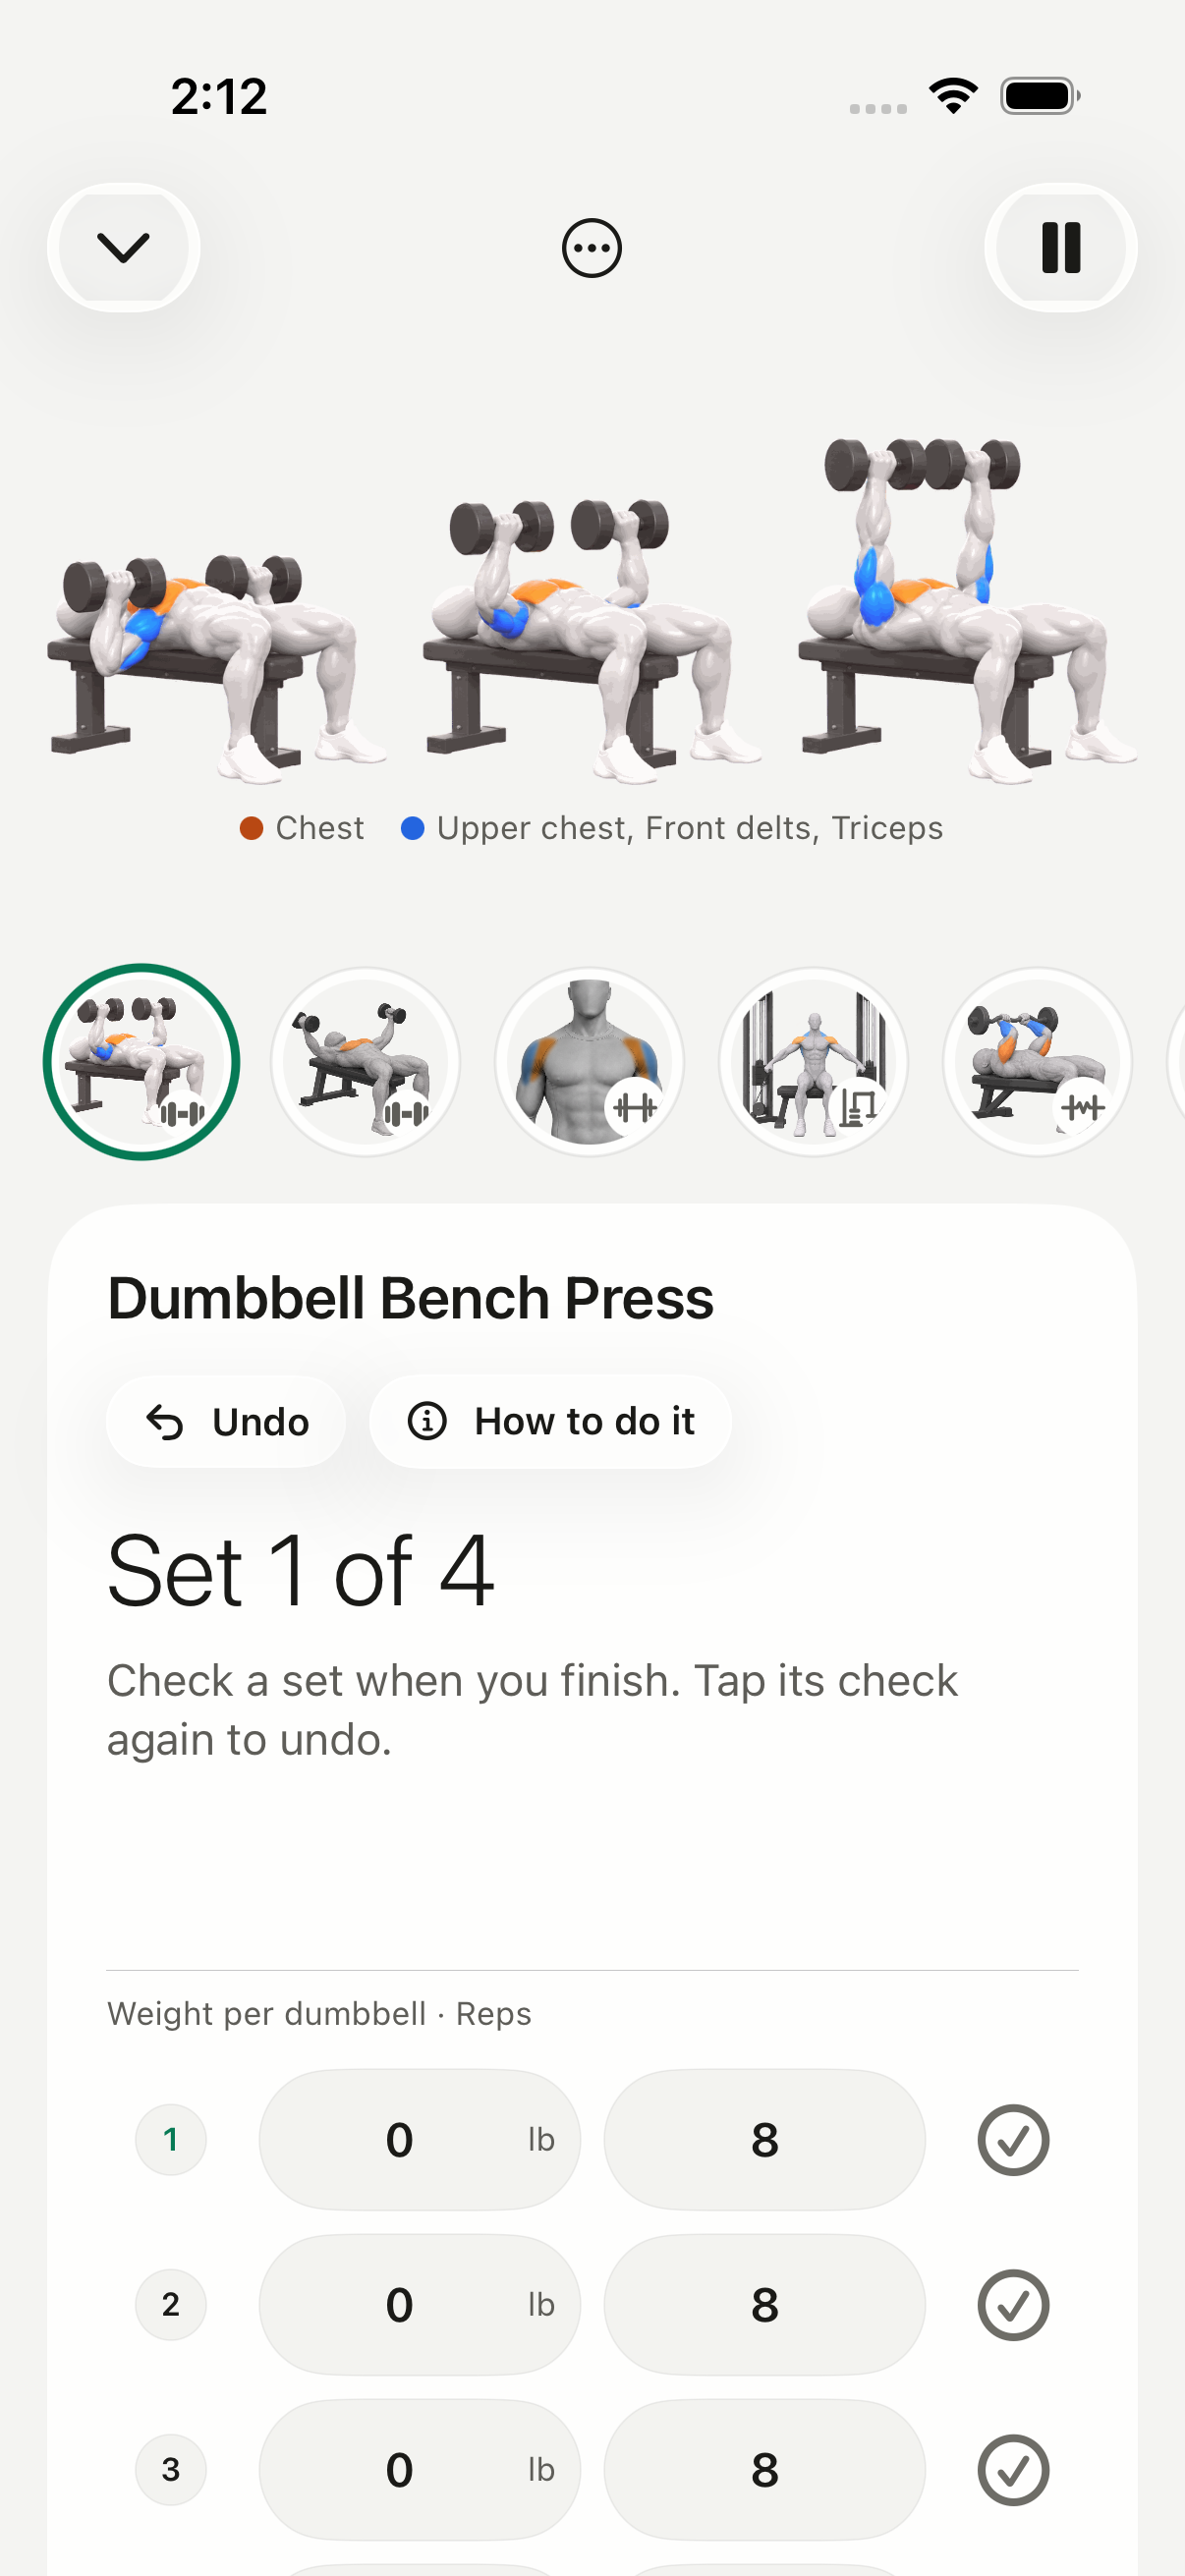 2:12
Chest
Upper chest, Front delts, Triceps
Dumbbell Bench Press
Undo
How to do it
Set 1 of 4
Check a set when you finish. Tap its check
again to undo.
Weight per dumbbell · Reps
1 0 lb 8
2 0 lb 8
3 0 lb 8